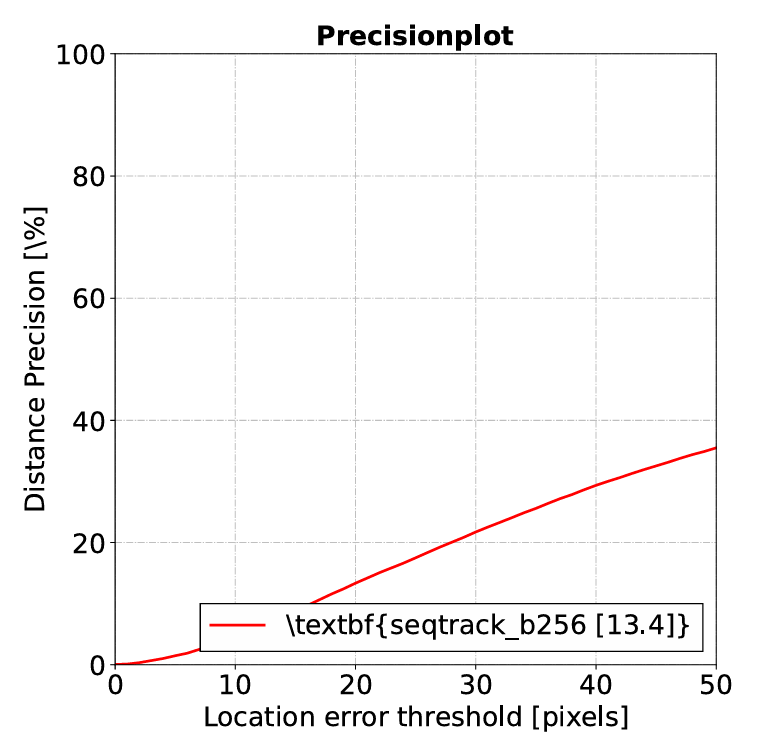 Precisionplot
100
80
60
40
20
0
Distance Precision [\%]
\textbf{seqtrack_b256 [13.4]}
0 10 20 30 40 50
Location error threshold [pixels]